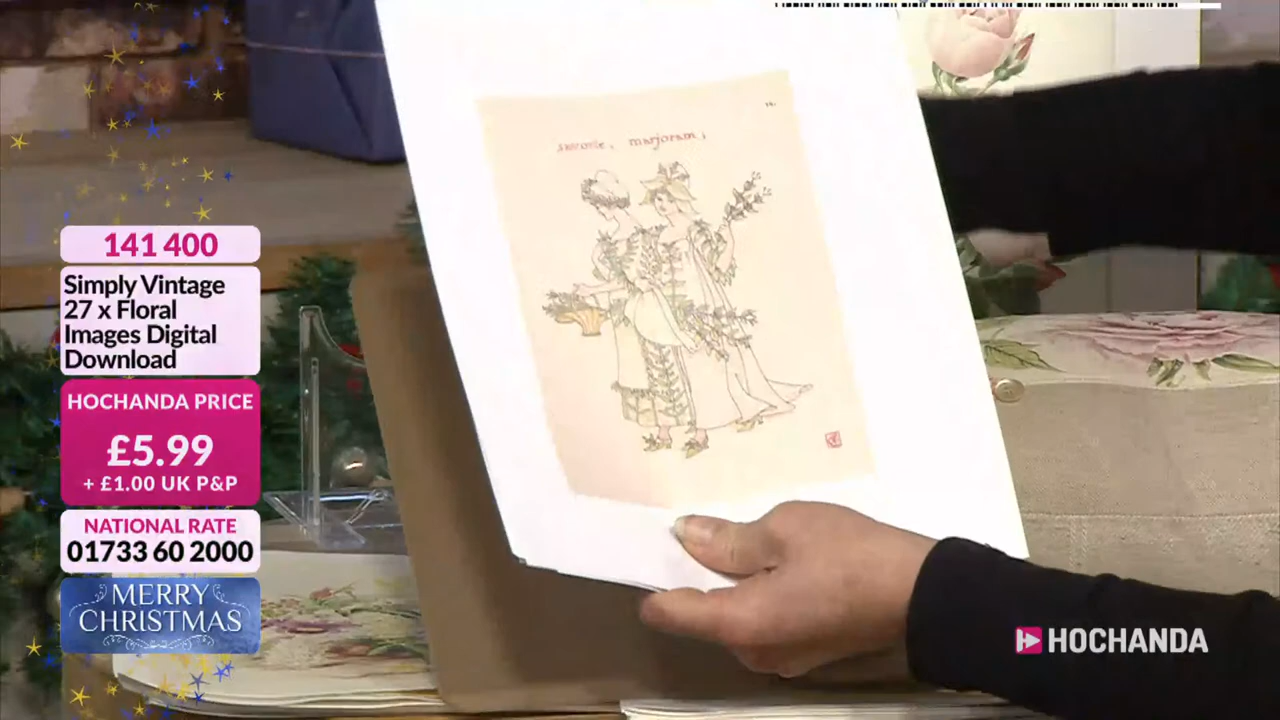 141 400
Simply Vintage
27 x Floral
Images Digital
Download
HOCHANDA PRICE
£5.99
+ £1.00 UK P&P
NATIONAL RATE
01733 60 2000
MERRY
CHRISTMAS
marjoram,
HOCHANDA